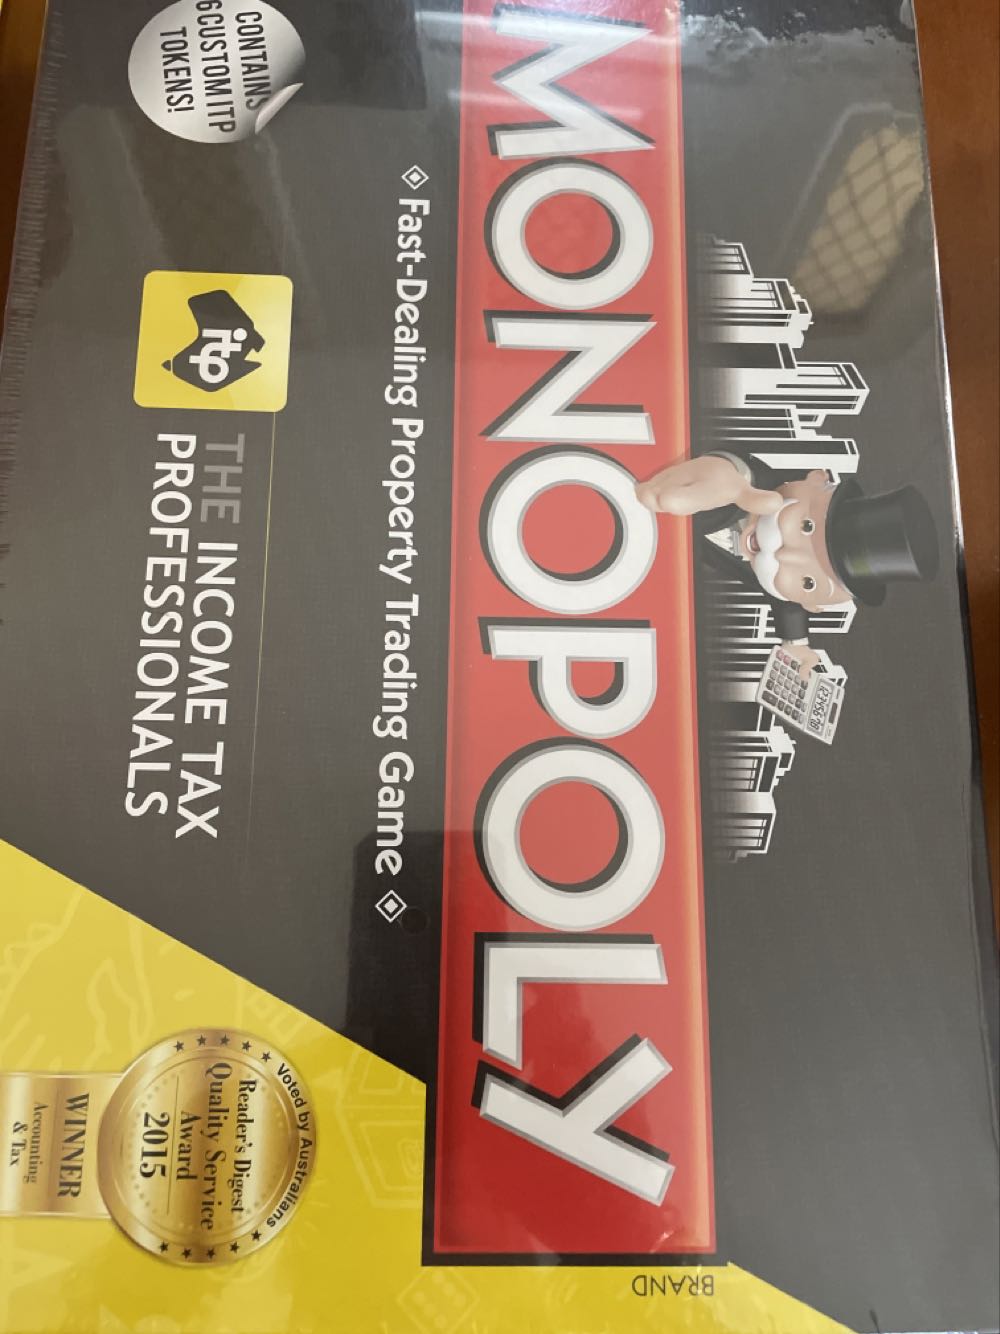 MONOPOLY
BRAND
Fast-Dealing Property Trading Game
CONTAINS
6 CUSTOM ITP
TOKENS!
itp
THE INCOME TAX
PROFESSIONALS
Voted by Australians
Reader's Digest
Quality Service
Award
2015
WINNER
Accounting
& Tax
12345678